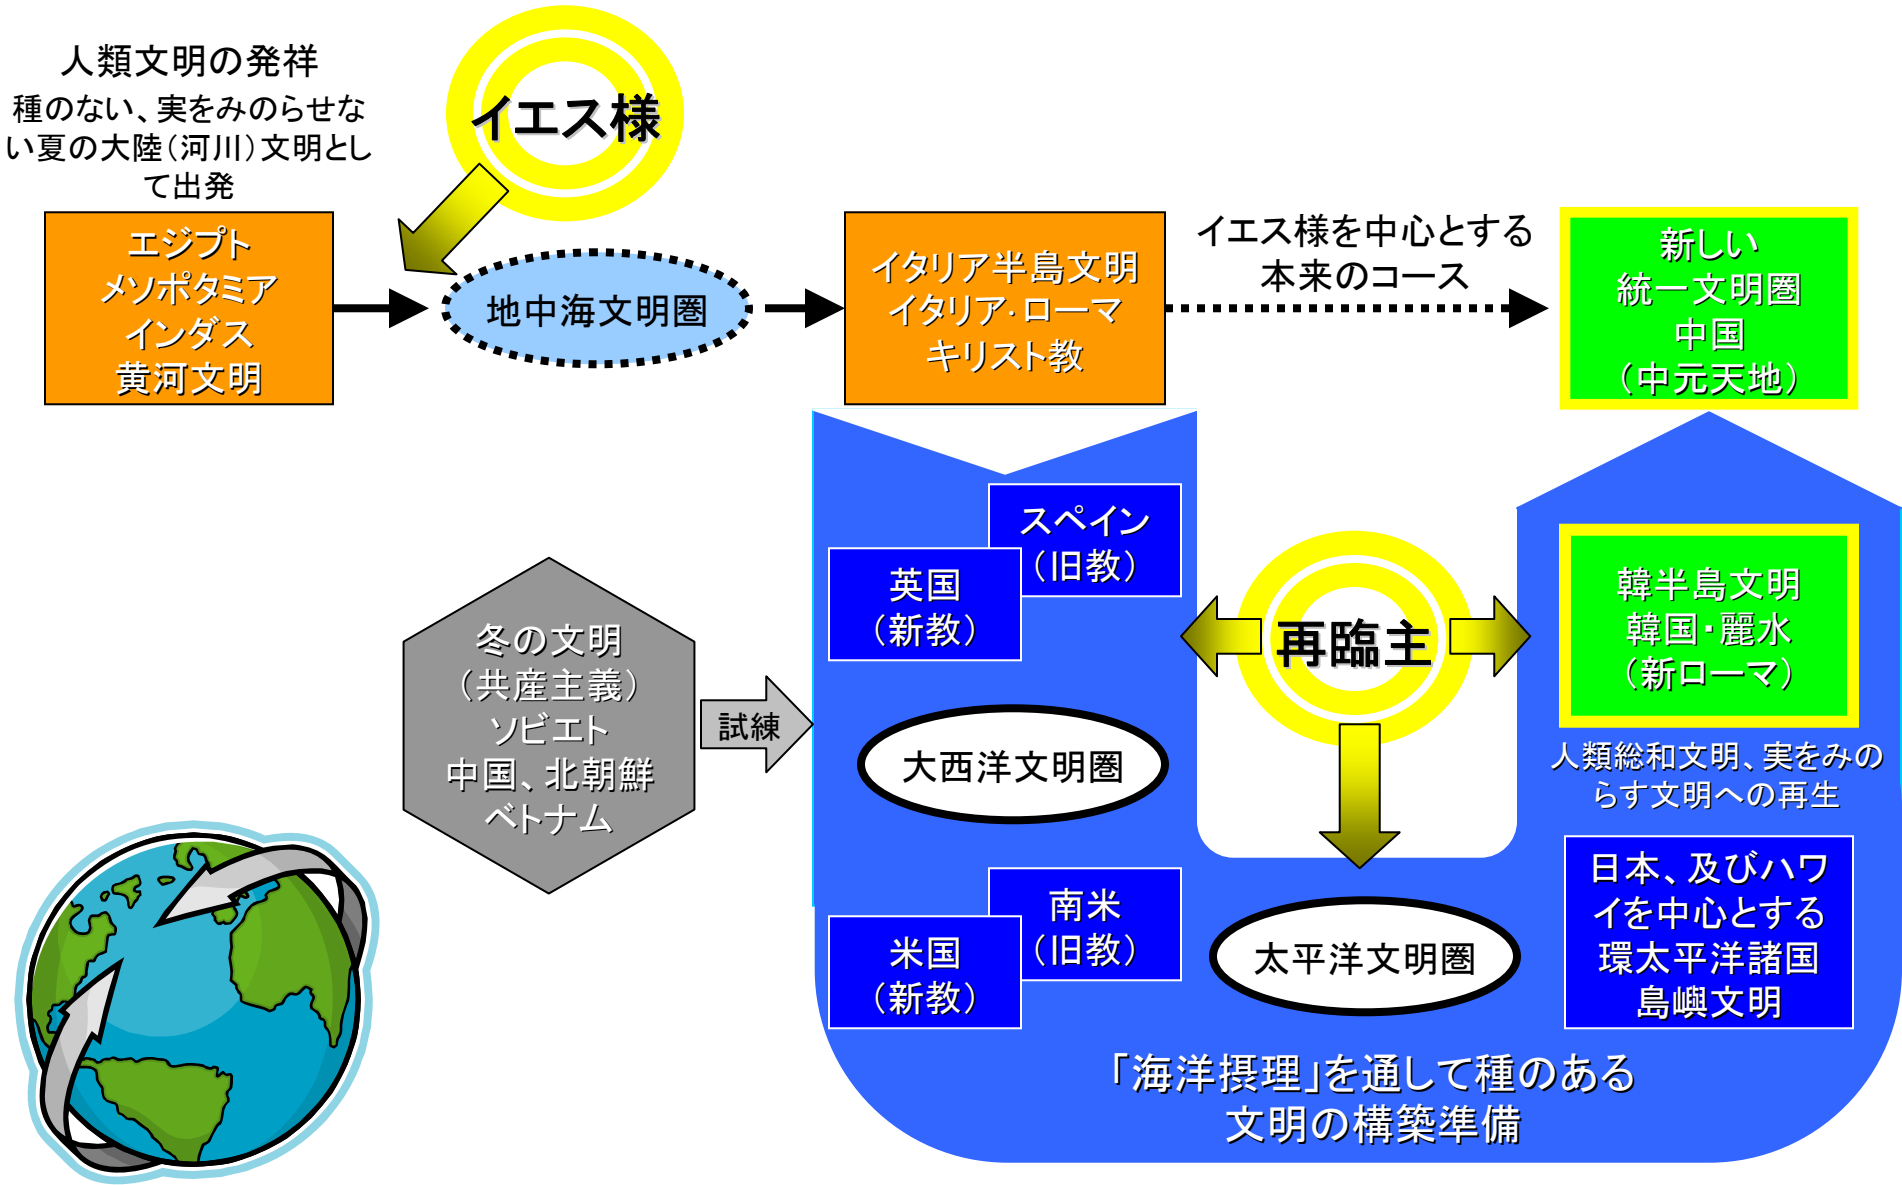 人類文明の発祥
種のない、実をみのらせな
い夏の大陸（河川）文明とし
て出発
イエス様
エジプト
メソポタミア
インダス
黄河文明
地中海文明圏
イタリア半島文明
イタリア・ローマ
キリスト教
イエス様を中心とする
本来のコース
新しい
統一文明圏
中国
（中元天地）
スペイン
（旧教）
英国
（新教）
再臨主
韓半島文明
韓国・麗水
（新ローマ）
冬の文明
（共産主義）
ソビエト
中国、北朝鮮
ベトナム
試練
大西洋文明圏
人類総和文明、実をみの
らす文明への再生
南米
（旧教）
米国
（新教）
太平洋文明圏
日本、及びハワ
イを中心とする
環太平洋諸国
島嶼文明
「海洋摂理」を通して種のある
文明の構築準備